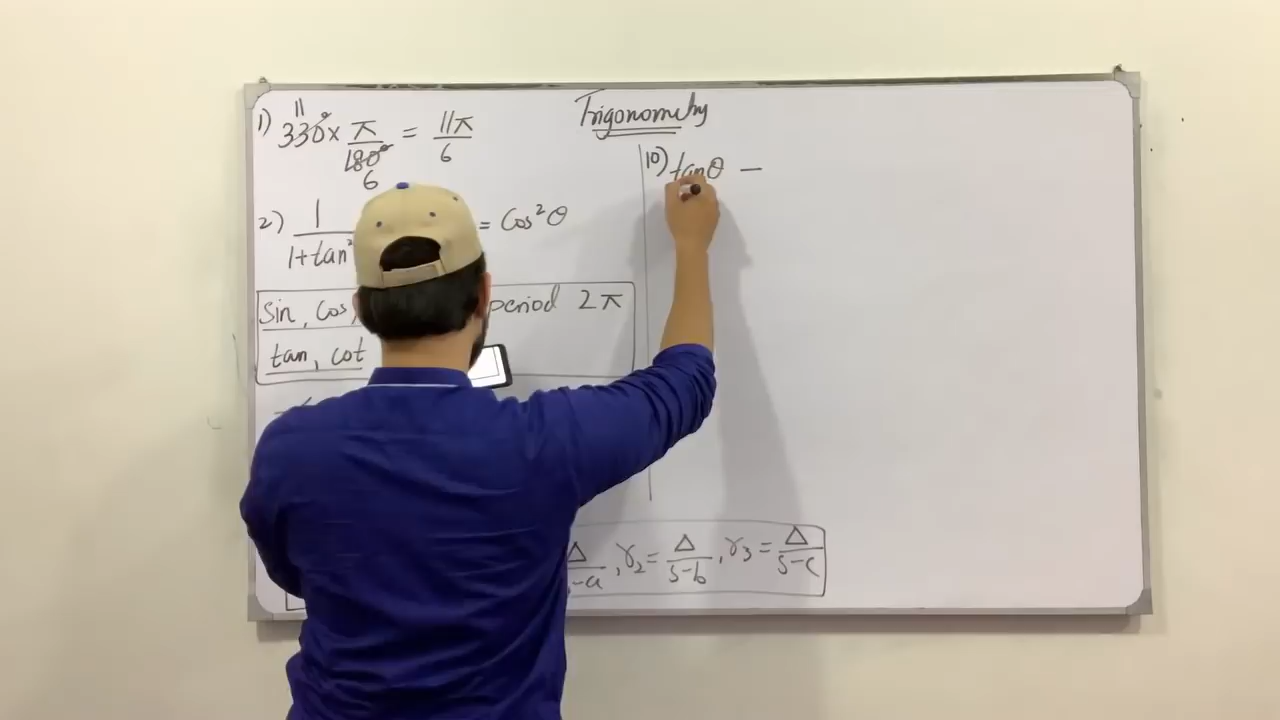 Trigonometry
1) 330° × π/180° = 11π/6
11
6
2) 1/1+tan² = Cos²θ
Sin, Cos period 2π
tan, cot
Δ/s-a, r₂ = Δ/s-b, r₃ = Δ/s-c
10) tanθ —